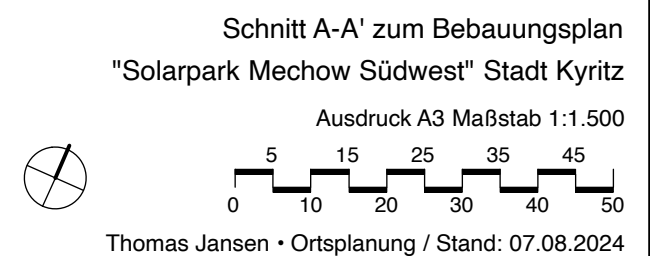 Schnitt A-A' zum Bebauungsplan
"Solarpark Mechow Südwest" Stadt Kyritz
Ausdruck A3 Maßstab 1:1.500
5 15 25 35 45
0 10 20 30 40 50
Thomas Jansen • Ortsplanung / Stand: 07.08.2024